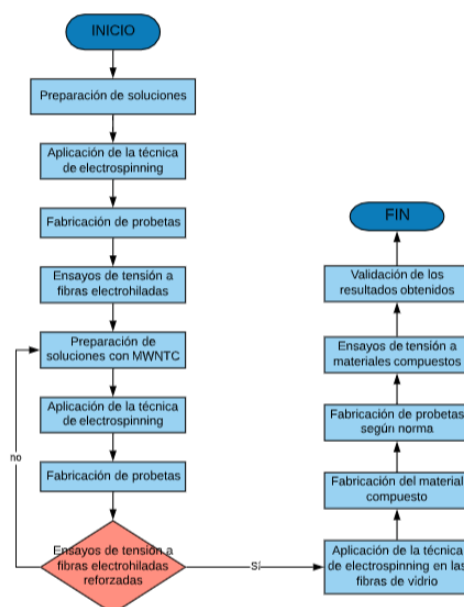 INICIO
Preparación de soluciones
Aplicación de la técnica
de electrospinning
Fabricación de probetas
Ensayos de tensión a
fibras electrohiladas
Preparación de
soluciones con MWNTC
Aplicación de la técnica
de electrospinning
Fabricación de probetas
Ensayos de tensión a
fibras electrohiladas
reforzadas
no
Sí
Aplicación de la técnica
de electrospinning en las
fibras de vidrio
Fabricación del material
compuesto
Fabricación de probetas
según norma
Ensayos de tensión a
materiales compuestos
Validación de los
resultados obtenidos
FIN